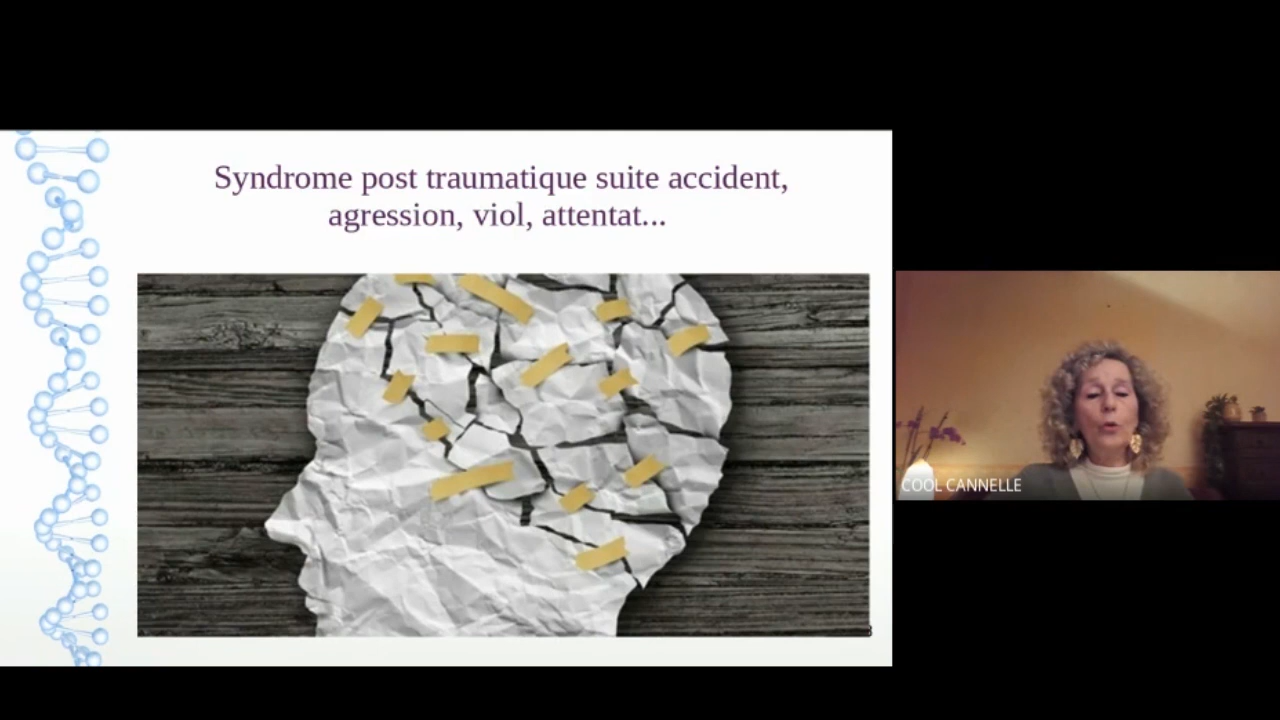 Syndrome post traumatique suite accident,
agression, viol, attentat...
COOL CANNELLE